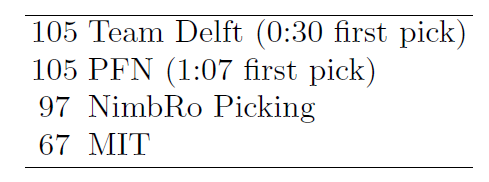 105 Team Delft (0:30 first pick)
105 PFN (1:07 first pick)
97 NimbRo Picking
67 MIT